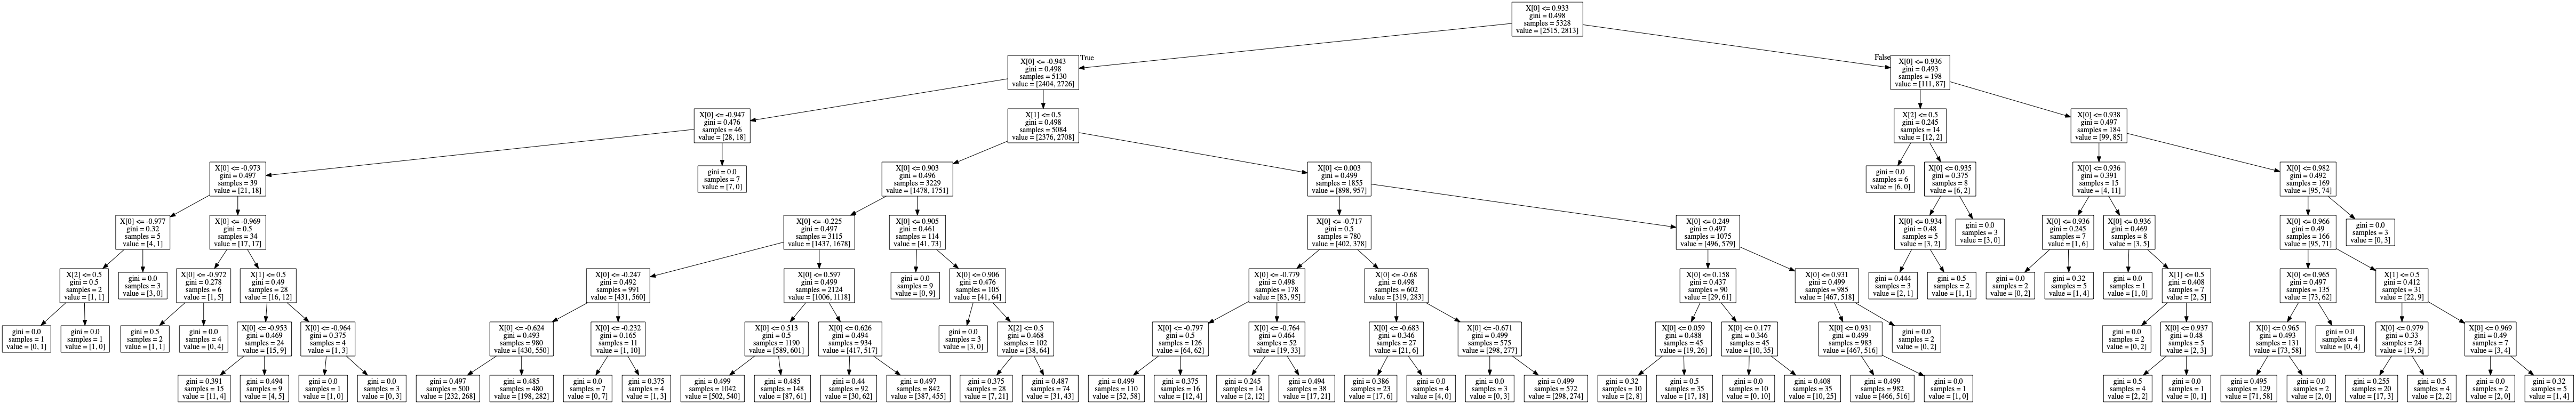 X[0] <= 0.933
gini = 0.498
samples = 5328
value = [2515, 2813]
True
False
X[0] <= -0.943
gini = 0.498
samples = 5130
value = [2404, 2726]
X[0] <= 0.936
gini = 0.493
samples = 198
value = [111, 87]
X[0] <= -0.947
gini = 0.476
samples = 46
value = [28, 18]
X[1] <= 0.5
gini = 0.498
samples = 5084
value = [2376, 2708]
X[2] <= 0.5
gini = 0.245
samples = 14
value = [12, 2]
X[0] <= 0.938
gini = 0.497
samples = 184
value = [99, 85]
X[0] <= -0.973
gini = 0.497
samples = 39
value = [21, 18]
gini = 0.0
samples = 7
value = [7, 0]
X[0] <= 0.903
gini = 0.496
samples = 3229
value = [1478, 1751]
X[0] <= 0.003
gini = 0.499
samples = 1855
value = [898, 957]
gini = 0.0
samples = 6
value = [6, 0]
X[0] <= 0.935
gini = 0.375
samples = 8
value = [6, 2]
X[0] <= 0.936
gini = 0.391
samples = 15
value = [4, 11]
X[0] <= 0.982
gini = 0.492
samples = 169
value = [95, 74]
X[0] <= -0.977
gini = 0.32
samples = 5
value = [4, 1]
X[0] <= -0.969
gini = 0.5
samples = 34
value = [17, 17]
X[0] <= -0.225
gini = 0.497
samples = 3115
value = [1437, 1678]
X[0] <= 0.905
gini = 0.461
samples = 114
value = [41, 73]
X[0] <= -0.717
gini = 0.5
samples = 780
value = [402, 378]
X[0] <= 0.249
gini = 0.497
samples = 1075
value = [496, 579]
X[0] <= 0.934
gini = 0.48
samples = 5
value = [3, 2]
gini = 0.0
samples = 3
value = [3, 0]
X[0] <= 0.936
gini = 0.245
samples = 7
value = [1, 6]
X[0] <= 0.936
gini = 0.469
samples = 8
value = [3, 5]
X[0] <= 0.966
gini = 0.49
samples = 166
value = [95, 71]
gini = 0.0
samples = 3
value = [0, 3]
X[2] <= 0.5
gini = 0.5
samples = 2
value = [1, 1]
gini = 0.0
samples = 3
value = [3, 0]
X[0] <= -0.972
gini = 0.278
samples = 6
value = [1, 5]
X[1] <= 0.5
gini = 0.49
samples = 28
value = [16, 12]
X[0] <= -0.247
gini = 0.492
samples = 991
value = [431, 560]
X[0] <= 0.597
gini = 0.499
samples = 2124
value = [1006, 1118]
gini = 0.0
samples = 9
value = [0, 9]
X[0] <= 0.906
gini = 0.476
samples = 105
value = [41, 64]
X[0] <= -0.779
gini = 0.498
samples = 178
value = [83, 95]
X[0] <= -0.68
gini = 0.498
samples = 602
value = [319, 283]
X[0] <= 0.158
gini = 0.437
samples = 90
value = [29, 61]
X[0] <= 0.931
gini = 0.499
samples = 985
value = [467, 518]
gini = 0.444
samples = 3
value = [2, 1]
gini = 0.5
samples = 2
value = [1, 1]
gini = 0.0
samples = 2
value = [0, 2]
gini = 0.32
samples = 5
value = [1, 4]
gini = 0.0
samples = 1
value = [1, 0]
X[1] <= 0.5
gini = 0.408
samples = 7
value = [2, 5]
X[0] <= 0.965
gini = 0.497
samples = 135
value = [73, 62]
X[1] <= 0.5
gini = 0.412
samples = 31
value = [22, 9]
gini = 0.0
samples = 1
value = [0, 1]
gini = 0.0
samples = 1
value = [1, 0]
gini = 0.5
samples = 2
value = [1, 1]
gini = 0.0
samples = 4
value = [0, 4]
X[0] <= -0.953
gini = 0.469
samples = 24
value = [15, 9]
X[0] <= -0.964
gini = 0.375
samples = 4
value = [1, 3]
X[0] <= -0.624
gini = 0.493
samples = 980
value = [430, 550]
X[0] <= -0.232
gini = 0.165
samples = 11
value = [1, 10]
X[0] <= 0.513
gini = 0.5
samples = 1190
value = [589, 601]
X[0] <= 0.626
gini = 0.494
samples = 934
value = [417, 517]
gini = 0.0
samples = 3
value = [3, 0]
X[2] <= 0.5
gini = 0.468
samples = 102
value = [38, 64]
X[0] <= -0.797
gini = 0.5
samples = 126
value = [64, 62]
X[0] <= -0.764
gini = 0.464
samples = 52
value = [19, 33]
X[0] <= -0.683
gini = 0.346
samples = 27
value = [21, 6]
X[0] <= -0.671
gini = 0.499
samples = 575
value = [298, 277]
X[0] <= 0.059
gini = 0.488
samples = 45
value = [19, 26]
X[0] <= 0.177
gini = 0.346
samples = 45
value = [10, 35]
X[0] <= 0.931
gini = 0.499
samples = 983
value = [467, 516]
gini = 0.0
samples = 2
value = [0, 2]
gini = 0.0
samples = 2
value = [0, 2]
X[0] <= 0.937
gini = 0.48
samples = 5
value = [2, 3]
X[0] <= 0.965
gini = 0.493
samples = 131
value = [73, 58]
gini = 0.0
samples = 4
value = [0, 4]
X[0] <= 0.979
gini = 0.33
samples = 24
value = [19, 5]
X[0] <= 0.969
gini = 0.49
samples = 7
value = [3, 4]
gini = 0.391
samples = 15
value = [11, 4]
gini = 0.494
samples = 9
value = [4, 5]
gini = 0.0
samples = 1
value = [1, 0]
gini = 0.0
samples = 3
value = [0, 3]
gini = 0.497
samples = 500
value = [232, 268]
gini = 0.485
samples = 480
value = [198, 282]
gini = 0.0
samples = 7
value = [0, 7]
gini = 0.375
samples = 4
value = [1, 3]
gini = 0.499
samples = 1042
value = [502, 540]
gini = 0.485
samples = 148
value = [87, 61]
gini = 0.44
samples = 92
value = [30, 62]
gini = 0.497
samples = 842
value = [387, 455]
gini = 0.375
samples = 28
value = [7, 21]
gini = 0.487
samples = 74
value = [31, 43]
gini = 0.499
samples = 110
value = [52, 58]
gini = 0.375
samples = 16
value = [12, 4]
gini = 0.245
samples = 14
value = [2, 12]
gini = 0.494
samples = 38
value = [17, 21]
gini = 0.386
samples = 23
value = [17, 6]
gini = 0.0
samples = 4
value = [4, 0]
gini = 0.0
samples = 3
value = [0, 3]
gini = 0.499
samples = 572
value = [298, 274]
gini = 0.32
samples = 10
value = [2, 8]
gini = 0.5
samples = 35
value = [17, 18]
gini = 0.0
samples = 10
value = [0, 10]
gini = 0.408
samples = 35
value = [10, 25]
gini = 0.499
samples = 982
value = [466, 516]
gini = 0.0
samples = 1
value = [1, 0]
gini = 0.5
samples = 4
value = [2, 2]
gini = 0.0
samples = 1
value = [0, 1]
gini = 0.495
samples = 129
value = [71, 58]
gini = 0.0
samples = 2
value = [2, 0]
gini = 0.255
samples = 20
value = [17, 3]
gini = 0.5
samples = 4
value = [2, 2]
gini = 0.0
samples = 2
value = [2, 0]
gini = 0.32
samples = 5
value = [1, 4]